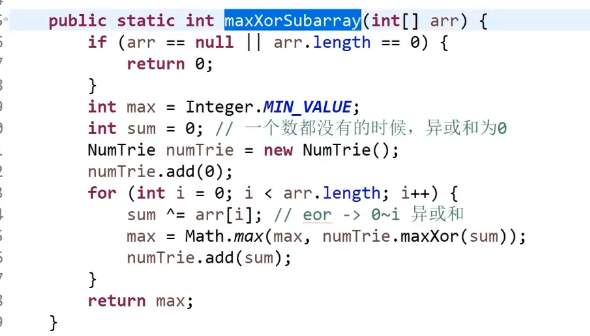 public static int maxXorSubarray(int[] arr) {
if (arr == null || arr.length == 0) {
return 0;
}
int max = Integer.MIN_VALUE;
int sum = 0; // 一个数都没有的时候，异或和为0
NumTrie numTrie = new NumTrie();
numTrie.add(0);
for (int i = 0; i < arr.length; i++) {
sum ^= arr[i]; // eor -> 0~i 异或和
max = Math.max(max, numTrie.maxXor(sum));
numTrie.add(sum);
}
return max;
}